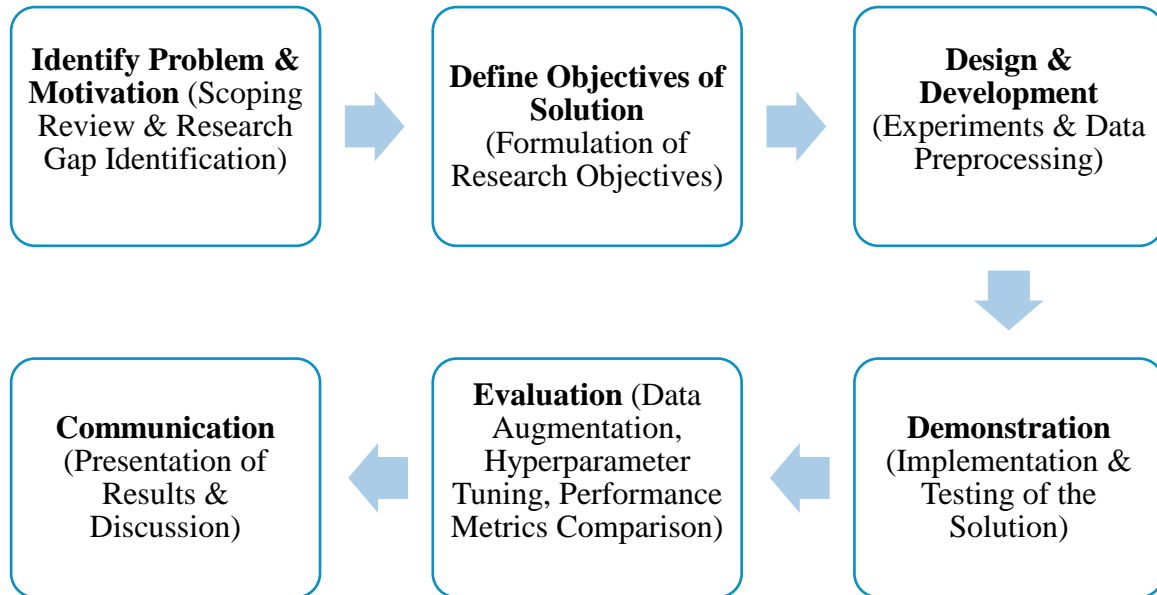 Identify Problem &
Motivation (Scoping
Review & Research
Gap Identification)
Define Objectives of
Solution
(Formulation of
Research Objectives)
Design &
Development
(Experiments & Data
Preprocessing)
Demonstration
(Implementation &
Testing of the
Solution)
Evaluation (Data
Augmentation,
Hyperparameter
Tuning, Performance
Metrics Comparison)
Communication
(Presentation of
Results &
Discussion)